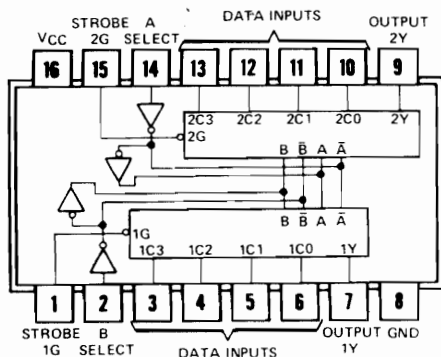 STROBE A DATA INPUTS OUTPUT
VCC 2G SELECT 2Y
16 15 14 13 12 11 10 9
2C3 2C2 2C1 2C0 2Y
2G
B B̅ A A̅
B B̅ A A̅
1G
1C3 1C2 1C1 1C0 1Y
1 2 3 4 5 6 7 8
STROBE B OUTPUT GND
1G SELECT DATA INPUTS 1Y